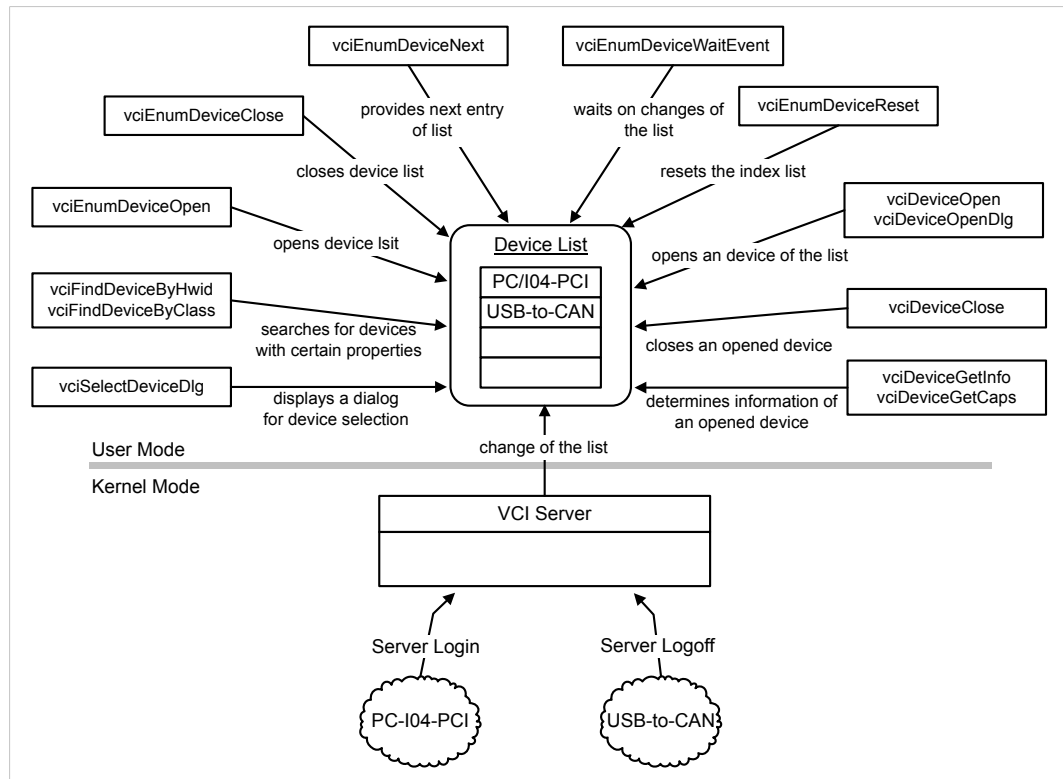 vciEnumDeviceNext
vciEnumDeviceWaitEvent
vciEnumDeviceClose
provides next entry
of list
waits on changes of
the list
vciEnumDeviceReset
closes device list
resets the index list
vciEnumDeviceOpen
vciDeviceOpen
vciDeviceOpenDlg
opens device lsit
Device List
opens an device of the list
PC/I04-PCI
USB-to-CAN
vciFindDeviceByHwid
vciFindDeviceByClass
vciDeviceClose
searches for devices
with certain properties
closes an opened device
vciSelectDeviceDlg
vciDeviceGetInfo
vciDeviceGetCaps
displays a dialog
for device selection
determines information of
an opened device
User Mode
change of the list
Kernel Mode
VCI Server
Server Login
Server Logoff
PC-I04-PCI
USB-to-CAN